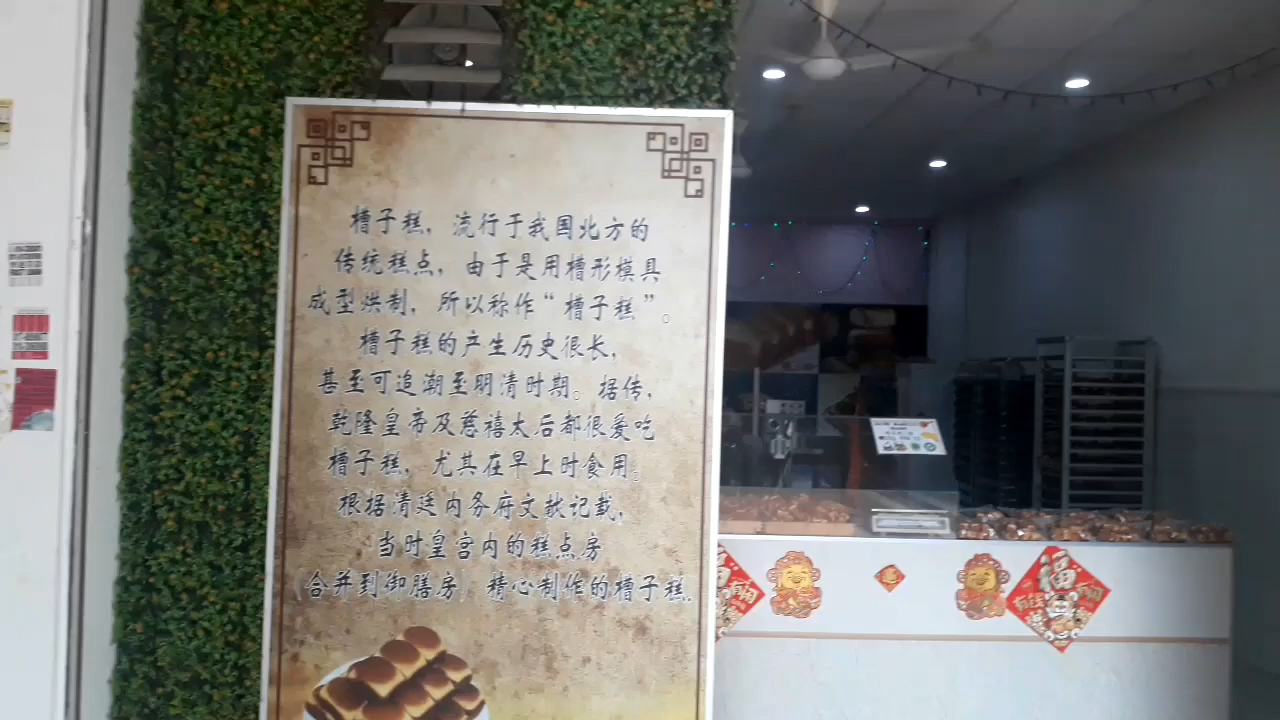 槽子糕，流行于我国北方的
传统糕点，由于是用槽形模具
成型烘制，所以称作“槽子糕”。
槽子糕的产生历史很长，
甚至可追潮至明清时期。据传，
乾隆皇帝及慈禧太后都很爱吃
槽子糕，尤其在早上时食用。
根据清廷内务府文献记载，
当时皇宫内的糕点房
（合并到御膳房）精心制作的槽子糕。
福